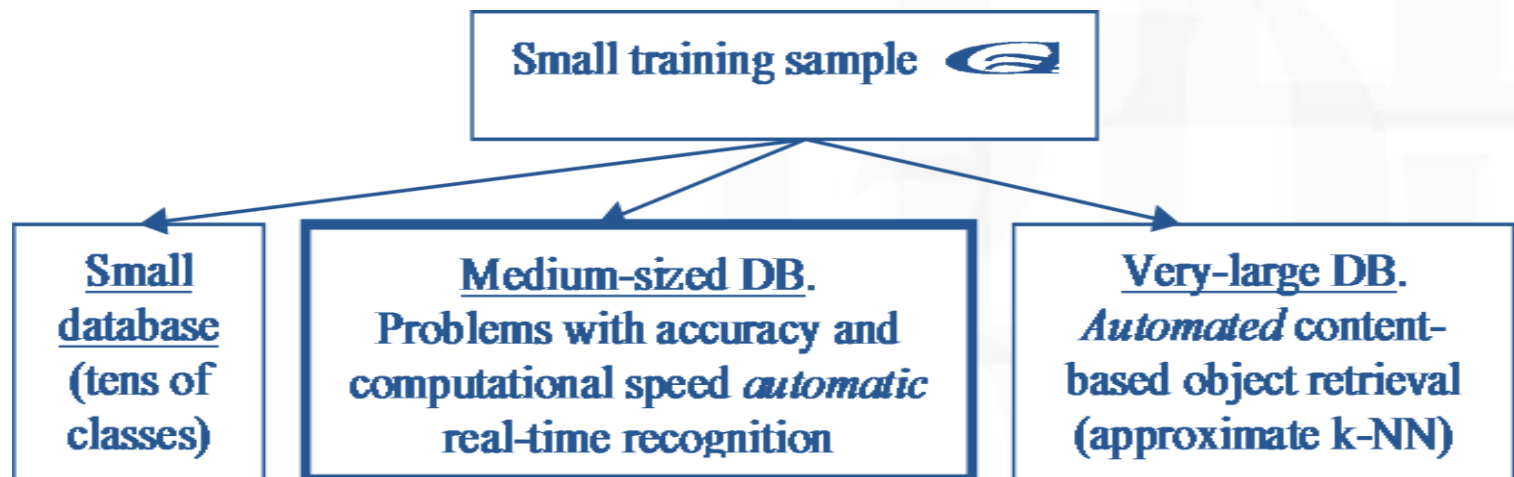 Small training sample
Small
database
(tens of
classes)
Medium-sized DB.
Problems with accuracy and
computational speed automatic
real-time recognition
Very-large DB.
Automated content-
based object retrieval
(approximate k-NN)